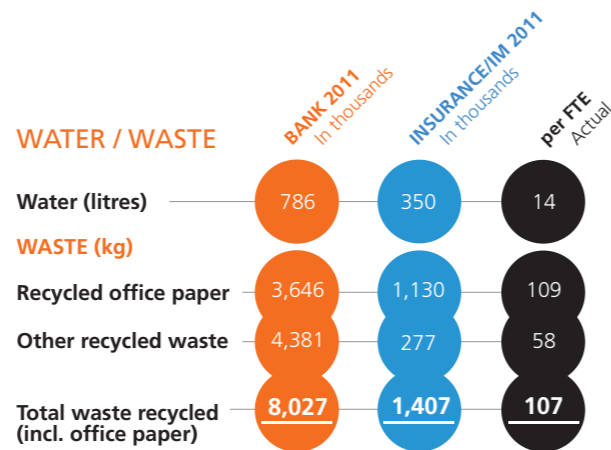 BANK 2011
In thousands
INSURANCE/IM 2011
In thousands
per FTE
Actual
WATER / WASTE
Water (litres) 786 350 14
WASTE (kg)
Recycled office paper 3,646 1,130 109
Other recycled waste 4,381 277 58
Total waste recycled 8,027 1,407 107
(incl. office paper)